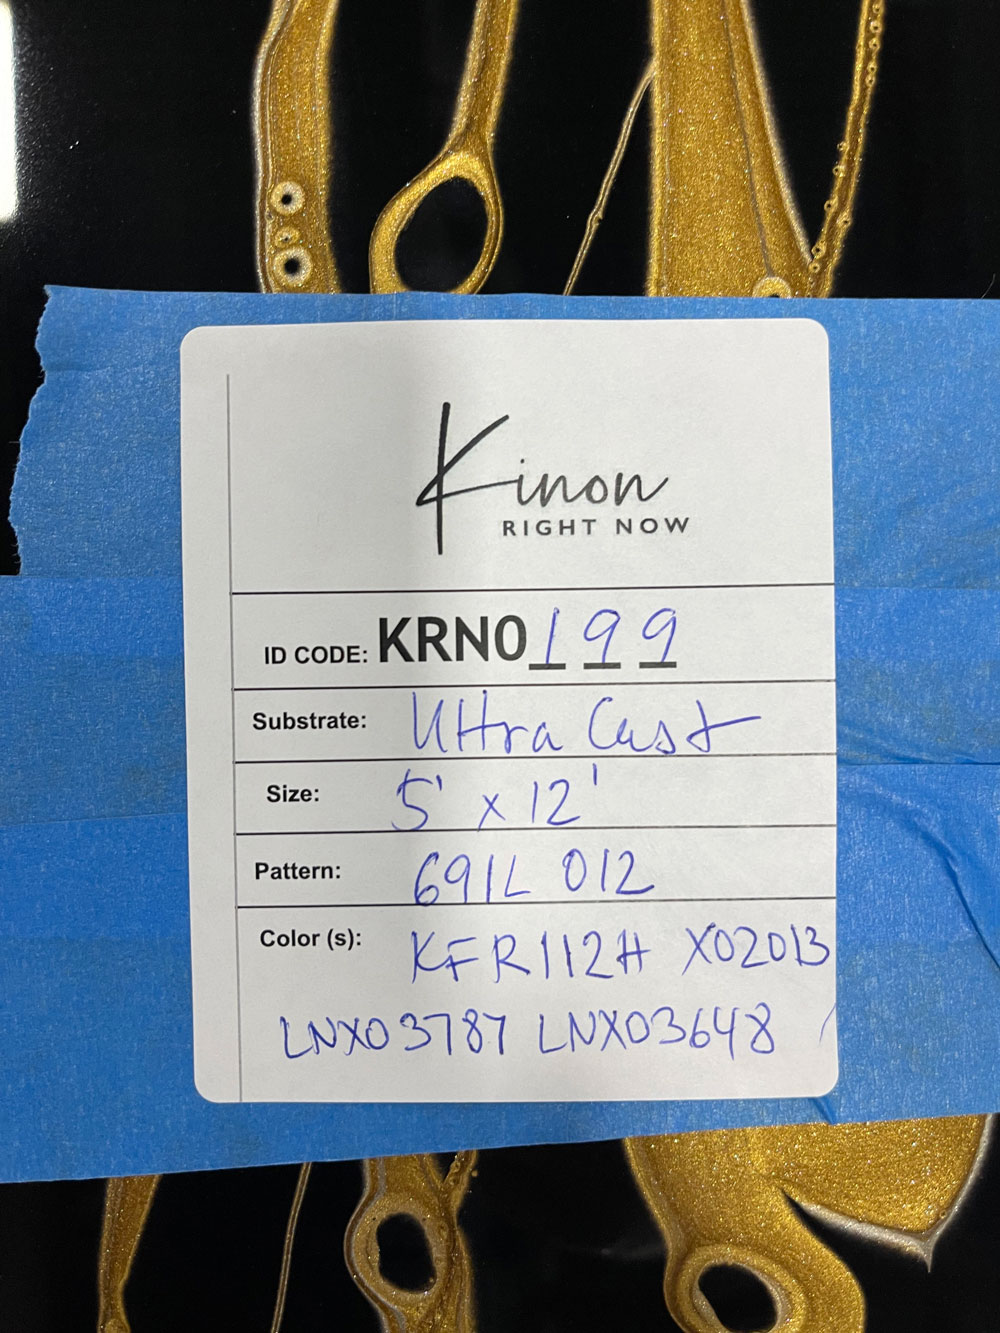 Kinon
RIGHT NOW
ID CODE: KRN0199
Substrate: Ultra Cast
Size: 5' x 12'
Pattern: 691L 012
Color (s): KFR112H X02013
LNX03787 LNX03648